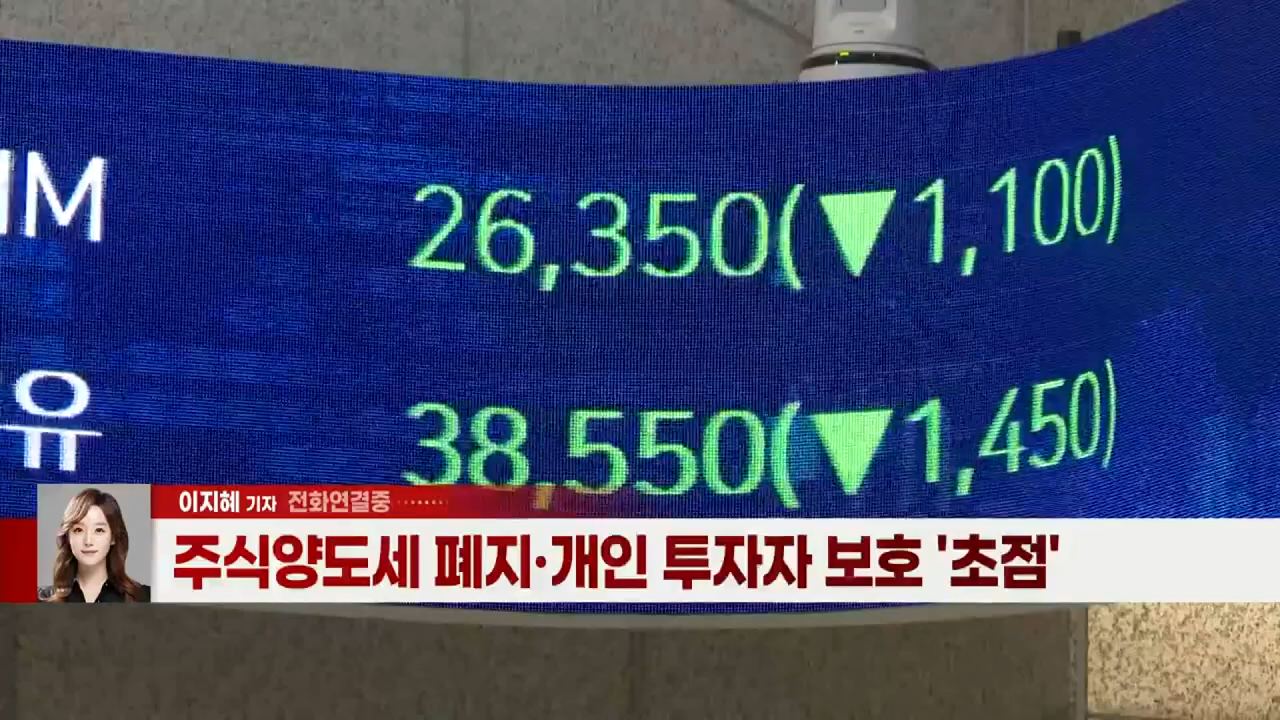 M 26,350(▼1,100)
유 38,550(▼1,450)
이지혜 기자 전화연결중
주식양도세 폐지·개인 투자자 보호 '초점'